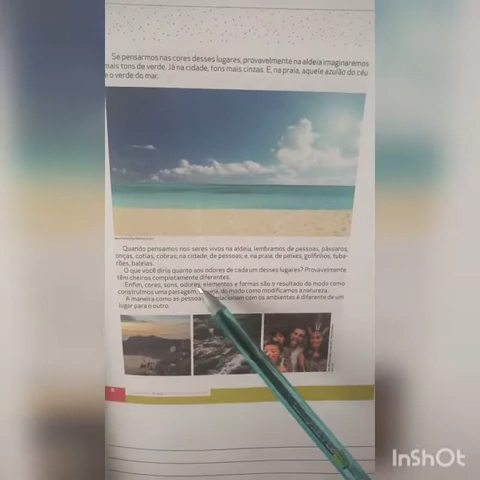 Se pensarmos nas cores desses lugares, provavelmente na aldeia imaginaremos
mais tons de verde. Já na cidade, tons mais cinzas. E, na praia, aquele azulão do céu
e o verde do mar.
Quando pensamos nos seres vivos na aldeia, lembramos de pessoas, pássaros,
onças, cotias, cobras; na cidade, de pessoas; e, na praia, de peixes, golfinhos, tuba-
rões, baleias.
O que você diria quanto aos odores de cada um desses lugares? Provavelmente
têm cheiros completamente diferentes.
Enfim, cores, sons, odores, elementos e formas são o resultado do modo como
construímos uma paisagem, do modo como modificamos a natureza.
A maneira como as pessoas relacionam com os ambientes é diferente de um
lugar para o outro.
InShOt